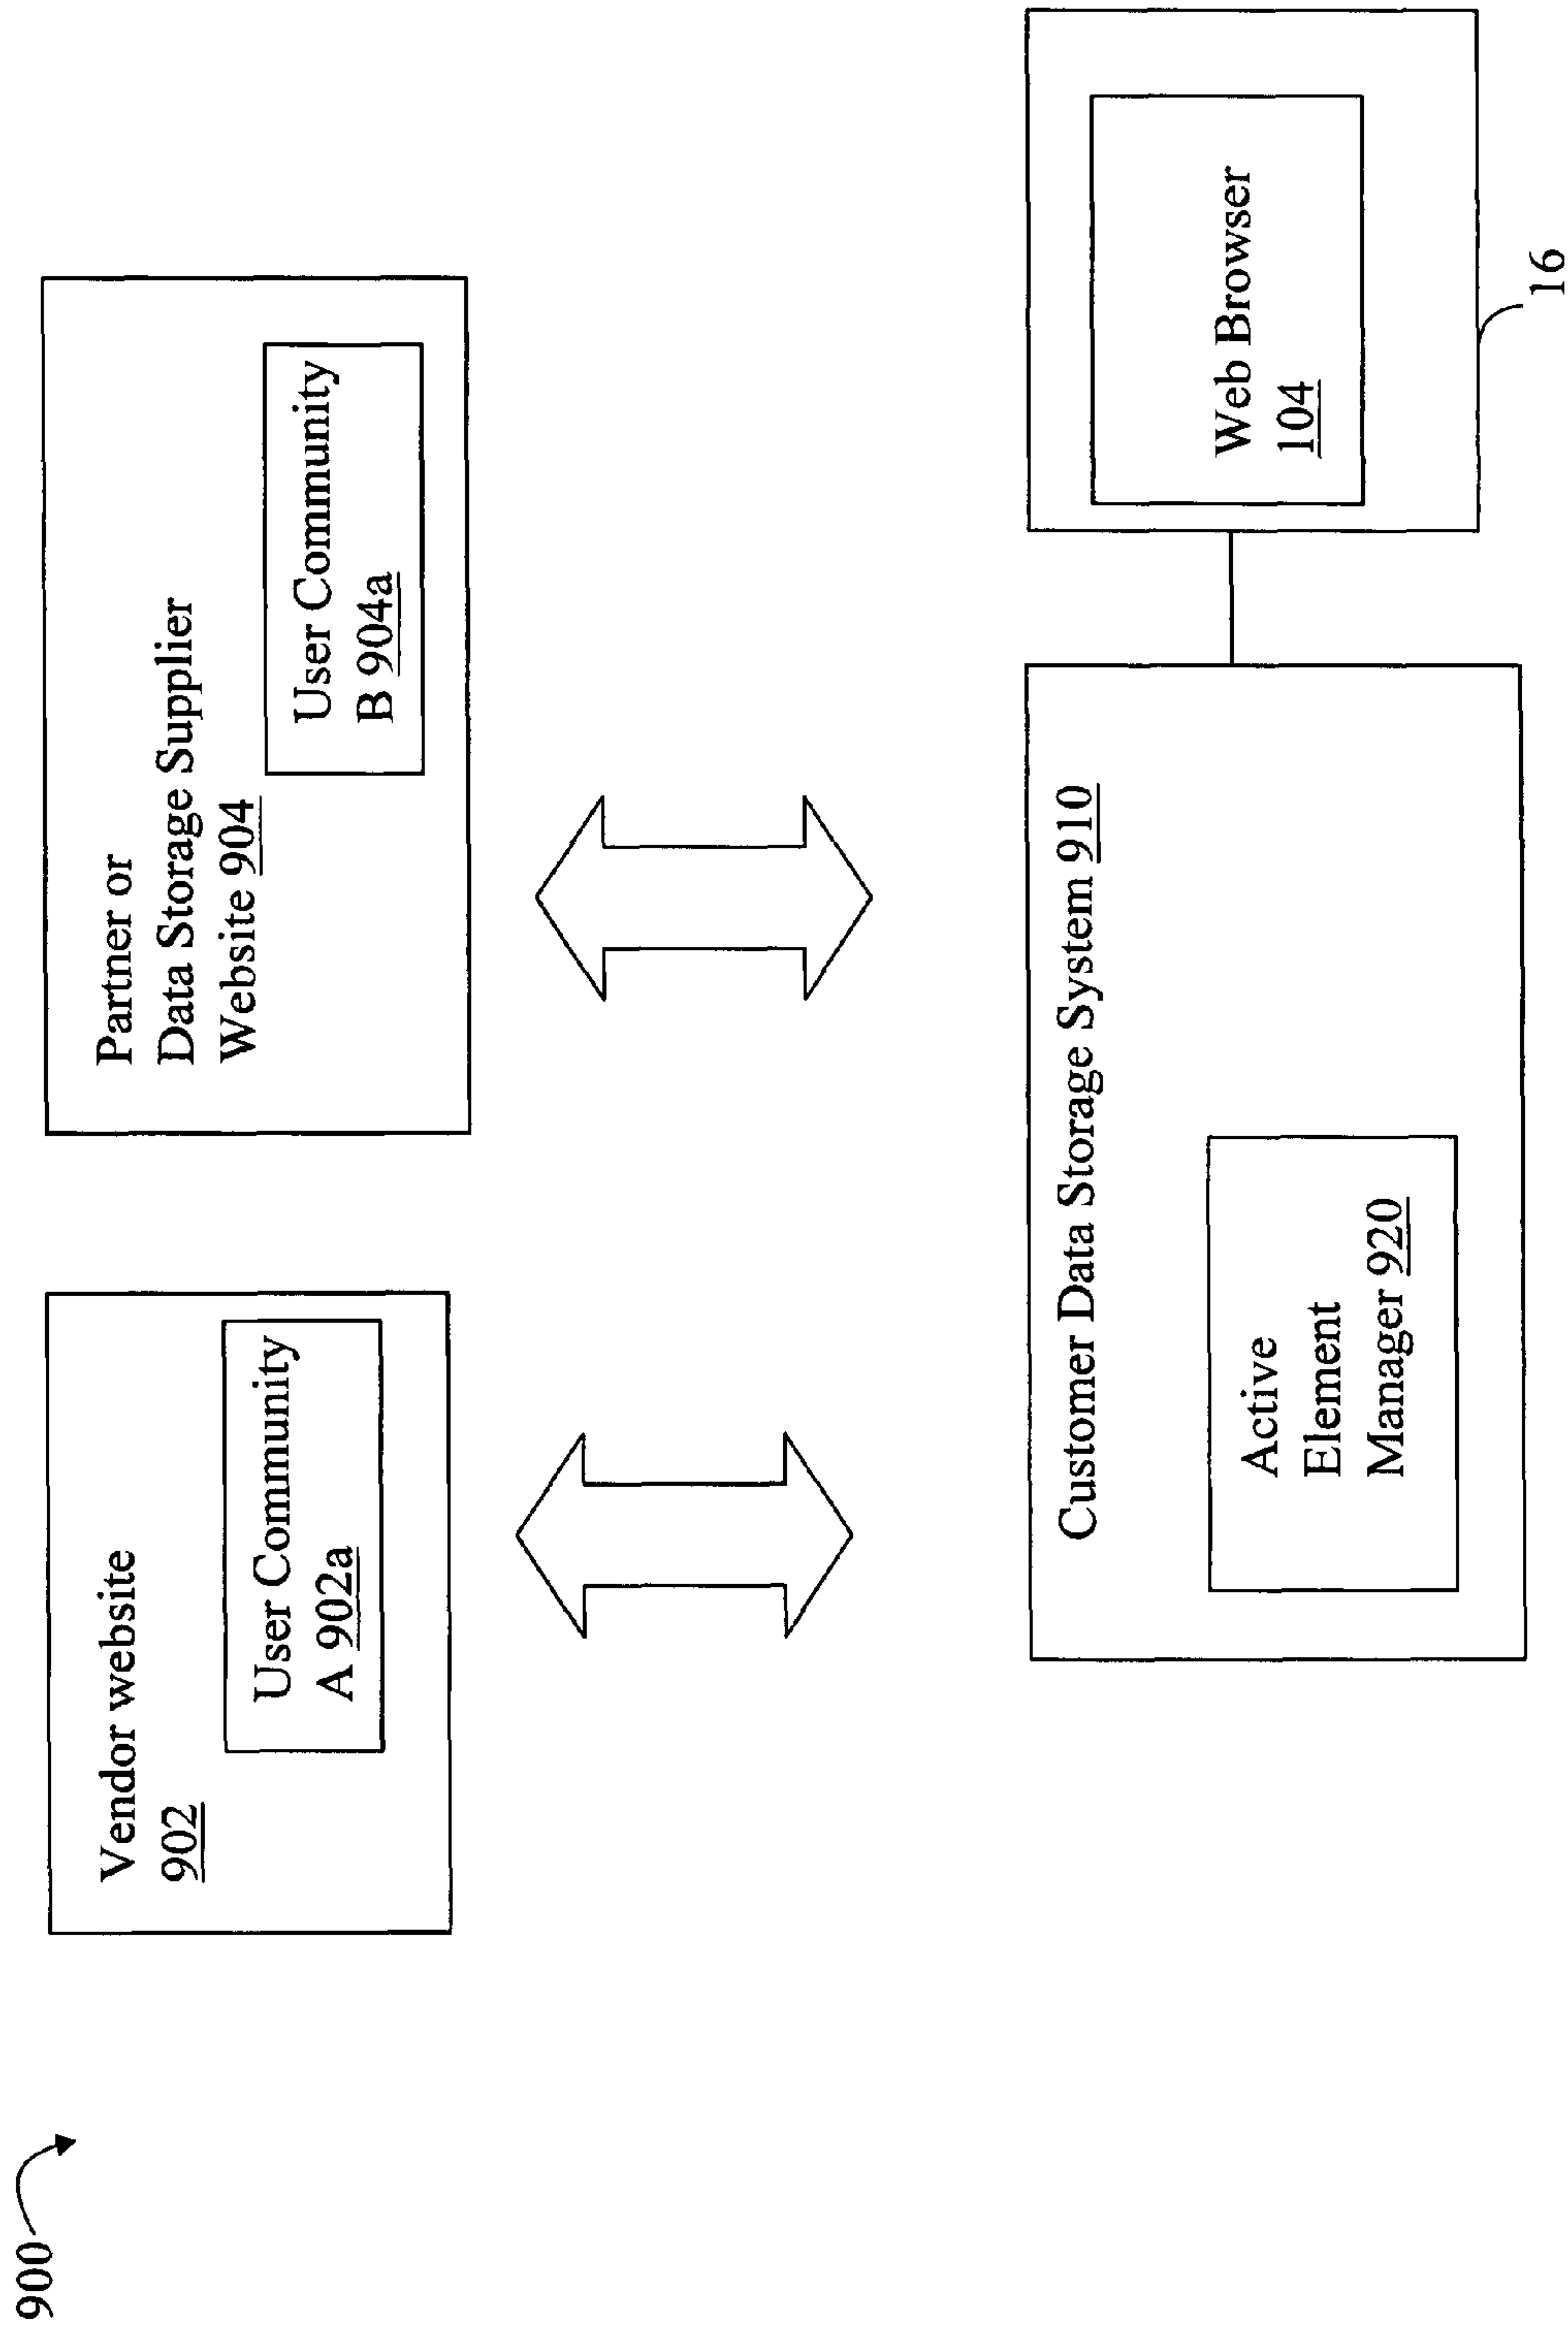 900
Vendor website
902
User Community
A 902a
Partner or
Data Storage Supplier
Website 904
User Community
B 904a
Customer Data Storage System 910
Active
Element
Manager 920
Web Browser
104
16